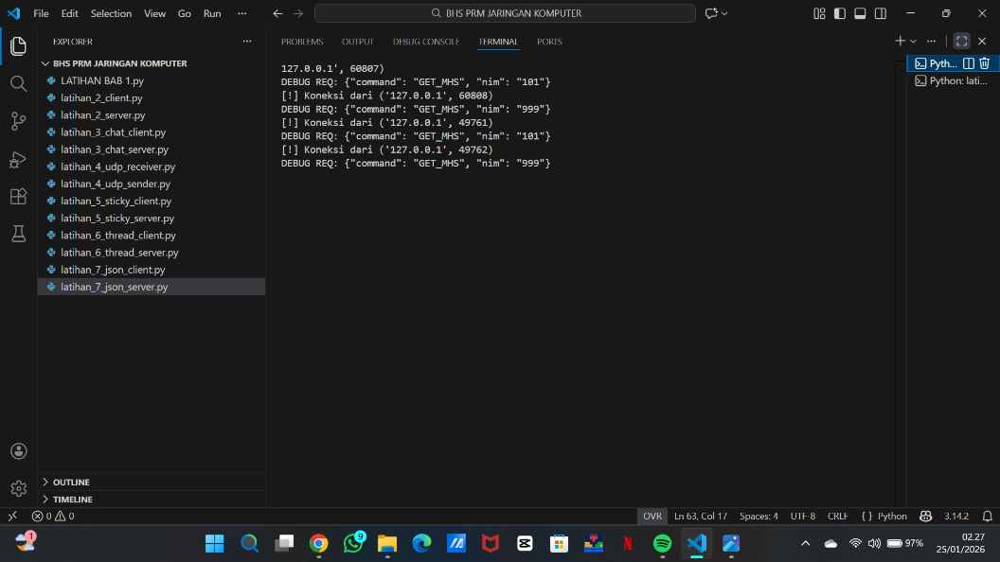 File Edit Selection View Go Run ··· BHS PRM JARINGAN KOMPUTER
EXPLORER ···
BHS PRM JARINGAN KOMPUTER
LATIHAN BAB 1.py
latihan_2_client.py
latihan_2_server.py
latihan_3_chat_client.py
latihan_3_chat_server.py
latihan_4_udp_receiver.py
latihan_4_udp_sender.py
latihan_5_sticky_client.py
latihan_5_sticky_server.py
latihan_6_thread_client.py
latihan_6_thread_server.py
latihan_7_json_client.py
latihan_7_json_server.py
OUTLINE
TIMELINE
PROBLEMS OUTPUT DEBUG CONSOLE TERMINAL PORTS
127.0.0.1', 60807)
DEBUG REQ: {"command": "GET_MHS", "nim": "101"}
[!] Koneksi dari ('127.0.0.1', 60808)
DEBUG REQ: {"command": "GET_MHS", "nim": "999"}
[!] Koneksi dari ('127.0.0.1', 49761)
DEBUG REQ: {"command": "GET_MHS", "nim": "101"}
[!] Koneksi dari ('127.0.0.1', 49762)
DEBUG REQ: {"command": "GET_MHS", "nim": "999"}
Pyth...
Python: lati...
0 0 OVR Ln 63, Col 17 Spaces: 4 UTF-8 CRLF { } Python 3.14.2
1 9 N 97% 02.27
25/01/2026